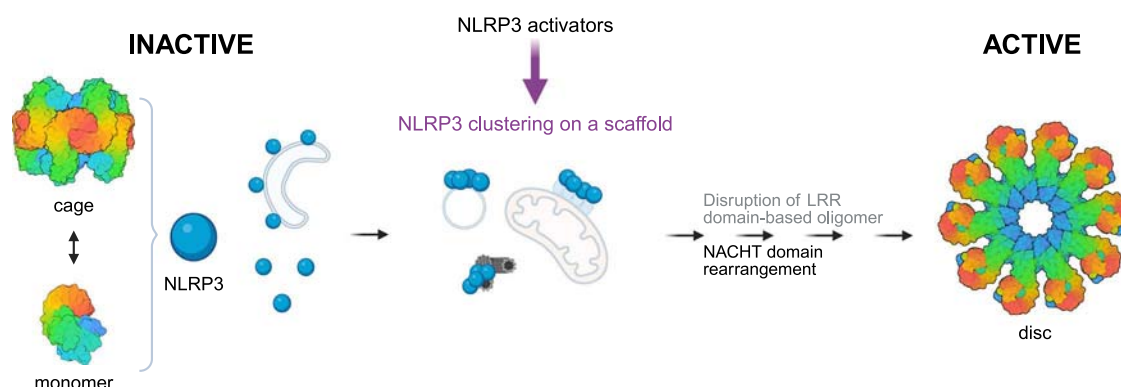 INACTIVE
NLRP3 activators
ACTIVE
NLRP3 clustering on a scaffold
cage
NLRP3
monomer
Disruption of LRR
domain-based oligomer
NACHT domain
rearrangement
disc